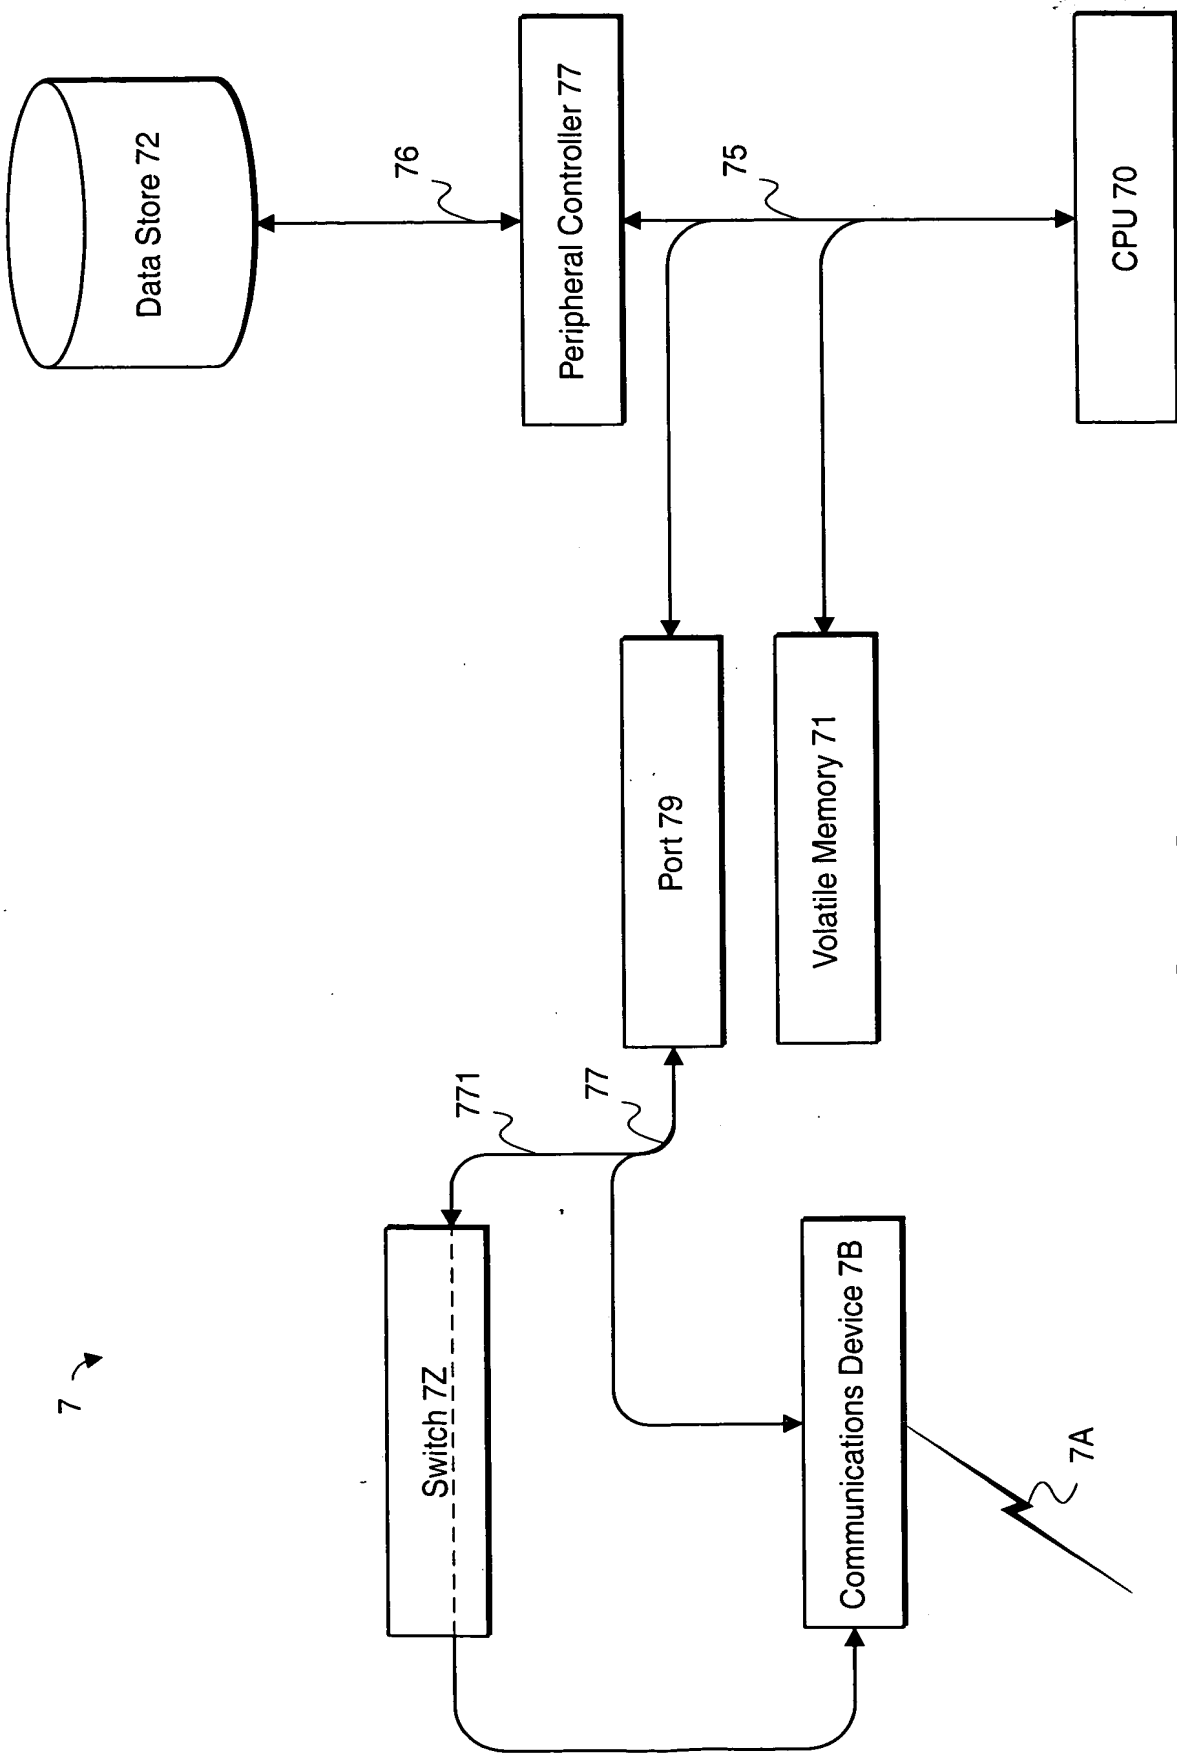 7
Switch 7Z
771
77
Communications Device 7B
7A
Port 79
Volatile Memory 71
Data Store 72
76
Peripheral Controller 77
75
CPU 70